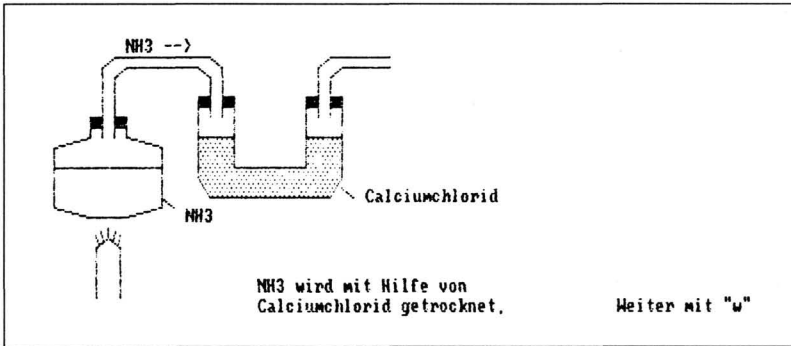 NH3 -->
Calciumchlorid
NH3
NH3 wird mit Hilfe von
Calciumchlorid getrocknet.
Weiter mit "w"